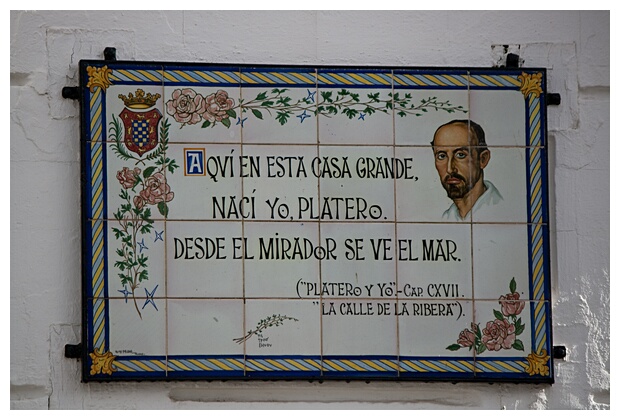 AQVÍ EN ESTA CASA GRANDE,
NACÍ YO, PLATERO.
DESDE EL MIRADOR SE VE EL MAR.
("PLATERO Y YO"-CAP. CXVII.
"LA CALLE DE LA RIBERA").